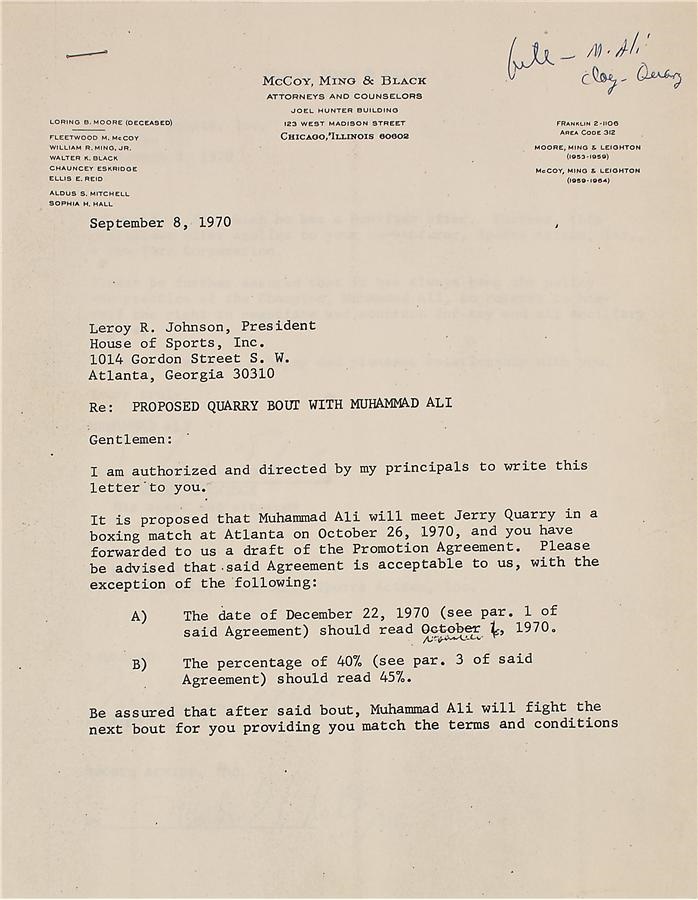 file - M. Ali
Clay - Quarry
McCoy, Ming & Black
ATTORNEYS AND COUNSELORS
JOEL HUNTER BUILDING
123 WEST MADISON STREET
CHICAGO, ILLINOIS 60602
LORING B. MOORE (DECEASED)
FLEETWOOD M. McCOY
WILLIAM R. MING, JR.
WALTER K. BLACK
CHAUNCEY ESKRIDGE
ELLIS E. REID
ALDUS S. MITCHELL
SOPHIA H. HALL
FRANKLIN 2-1106
AREA CODE 312
MOORE, MING & LEIGHTON
(1953-1959)
McCOY, MING & LEIGHTON
(1959-1964)
September 8, 1970
Leroy R. Johnson, President
House of Sports, Inc.
1014 Gordon Street S. W.
Atlanta, Georgia 30310
Re: PROPOSED QUARRY BOUT WITH MUHAMMAD ALI
Gentlemen:
I am authorized and directed by my principals to write this
letter to you.
It is proposed that Muhammad Ali will meet Jerry Quarry in a
boxing match at Atlanta on October 26, 1970, and you have
forwarded to us a draft of the Promotion Agreement. Please
be advised that said Agreement is acceptable to us, with the
exception of the following:
A) The date of December 22, 1970 (see par. 1 of
said Agreement) should read October 1, 1970.
B) The percentage of 40% (see par. 3 of said
Agreement) should read 45%.
Be assured that after said bout, Muhammad Ali will fight the
next bout for you providing you match the terms and conditions